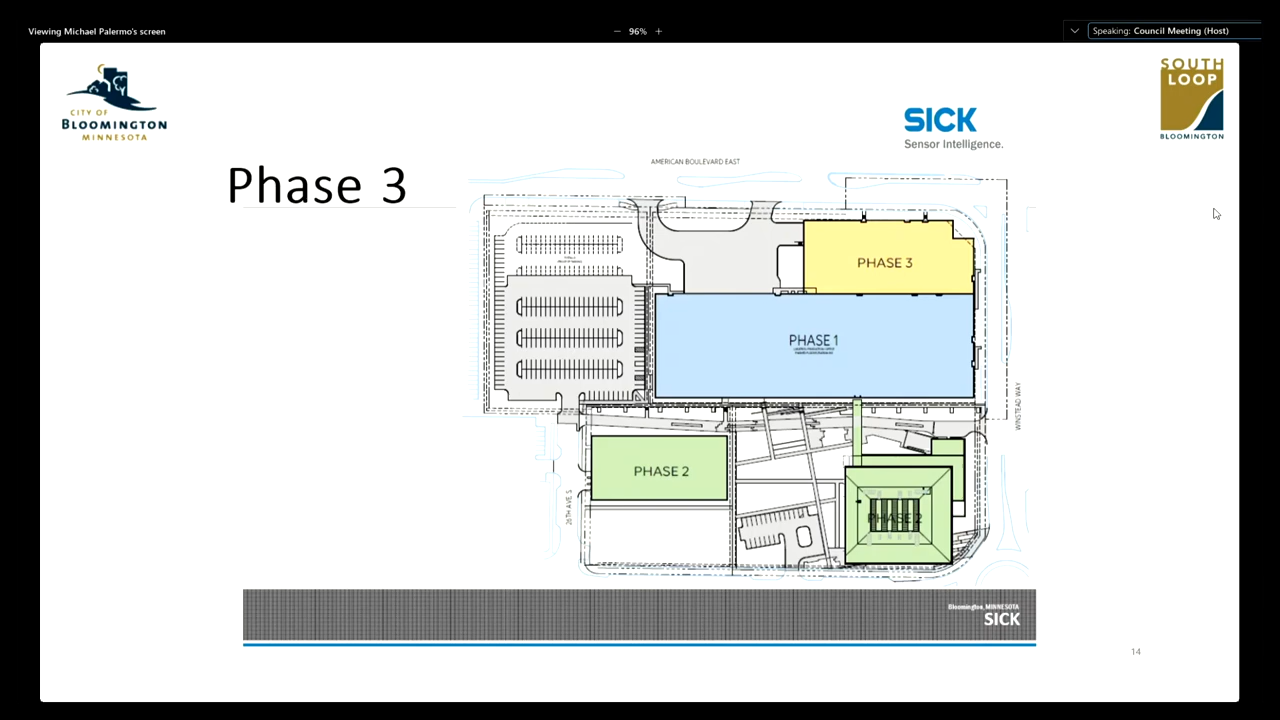 Viewing Michael Palermo's screen
− 96% +
Speaking: Council Meeting (Host)
CITY OF
BLOOMINGTON
MINNESOTA
SOUTH
LOOP
BLOOMINGTON
SICK
Sensor Intelligence.
Phase 3
AMERICAN BOULEVARD EAST
PHASE 3
PHASE 1
WINSTEAD WAY
PHASE 2
PHASE 2
26TH AVE S
Bloomington, MINNESOTA
SICK
14